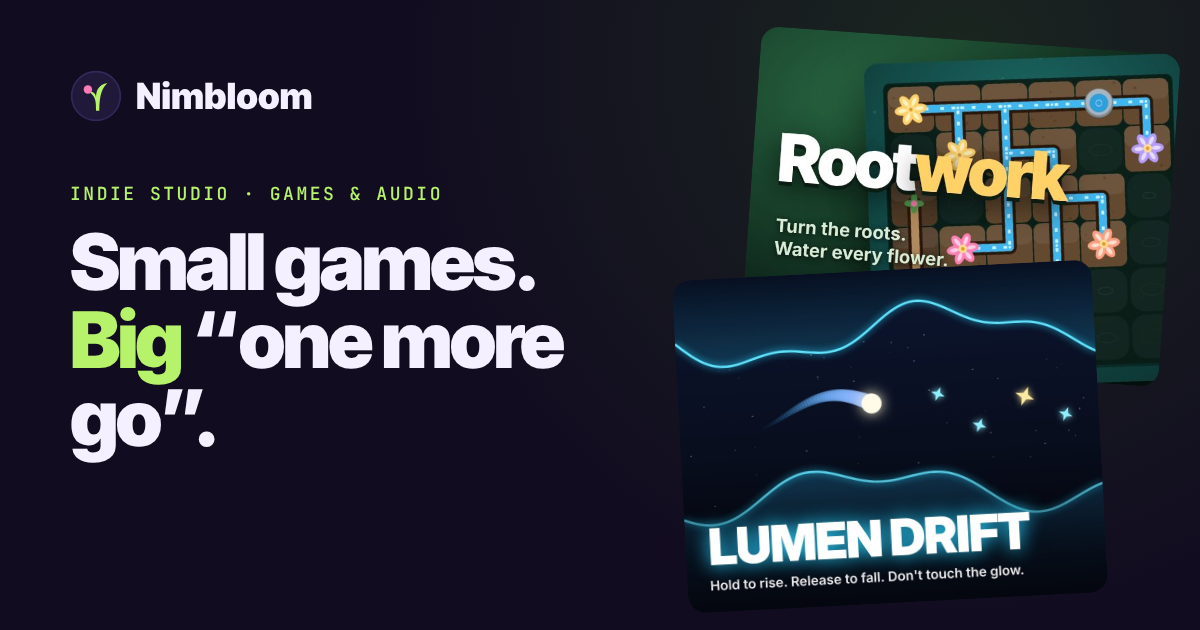 Nimbloom
INDIE STUDIO · GAMES & AUDIO
Small games.
Big “one more
go”.
Rootwork
Turn the roots.
Water every flower.
LUMEN DRIFT
Hold to rise. Release to fall. Don't touch the glow.